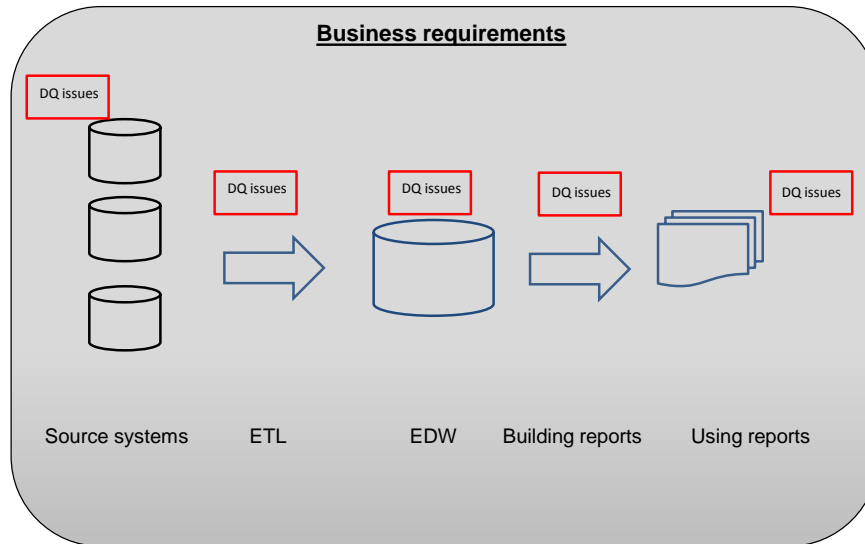 Business requirements
DQ issues
DQ issues
DQ issues
DQ issues
DQ issues
Source systems
ETL
EDW
Building reports
Using reports